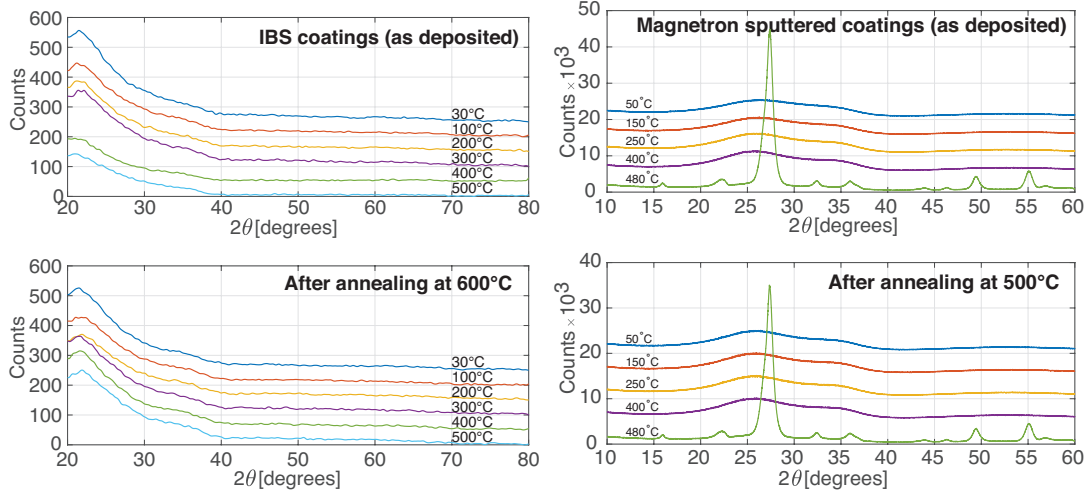 IBS coatings (as deposited)
Counts
600
500
400
300
200
100
0
30°C
100°C
200°C
300°C
400°C
500°C
20 30 40 50 60 70 80
2θ[degrees]
Magnetron sputtered coatings (as deposited)
Counts×10³
50
40
30
20
10
0
50°C
150°C
250°C
400°C
480°C
10 15 20 25 30 35 40 45 50 55 60
2θ[degrees]
After annealing at 600°C
Counts
600
500
400
300
200
100
0
30°C
100°C
200°C
300°C
400°C
500°C
20 30 40 50 60 70 80
2θ[degrees]
After annealing at 500°C
Counts×10³
40
30
20
10
0
50°C
150°C
250°C
400°C
480°C
10 15 20 25 30 35 40 45 50 55 60
2θ[degrees]